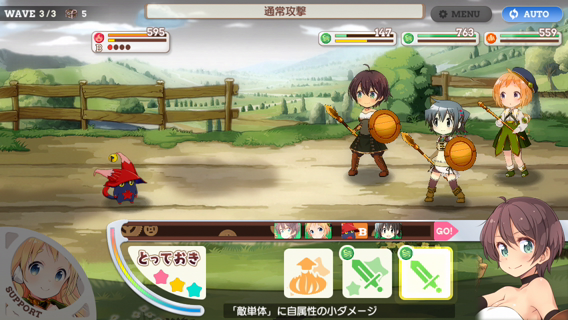 WAVE 3/3 5
通常攻撃
MENU
AUTO
595
B
147
763
559
B
GO!
とっておき
SUPPORT
「敵単体」に自属性の小ダメージ